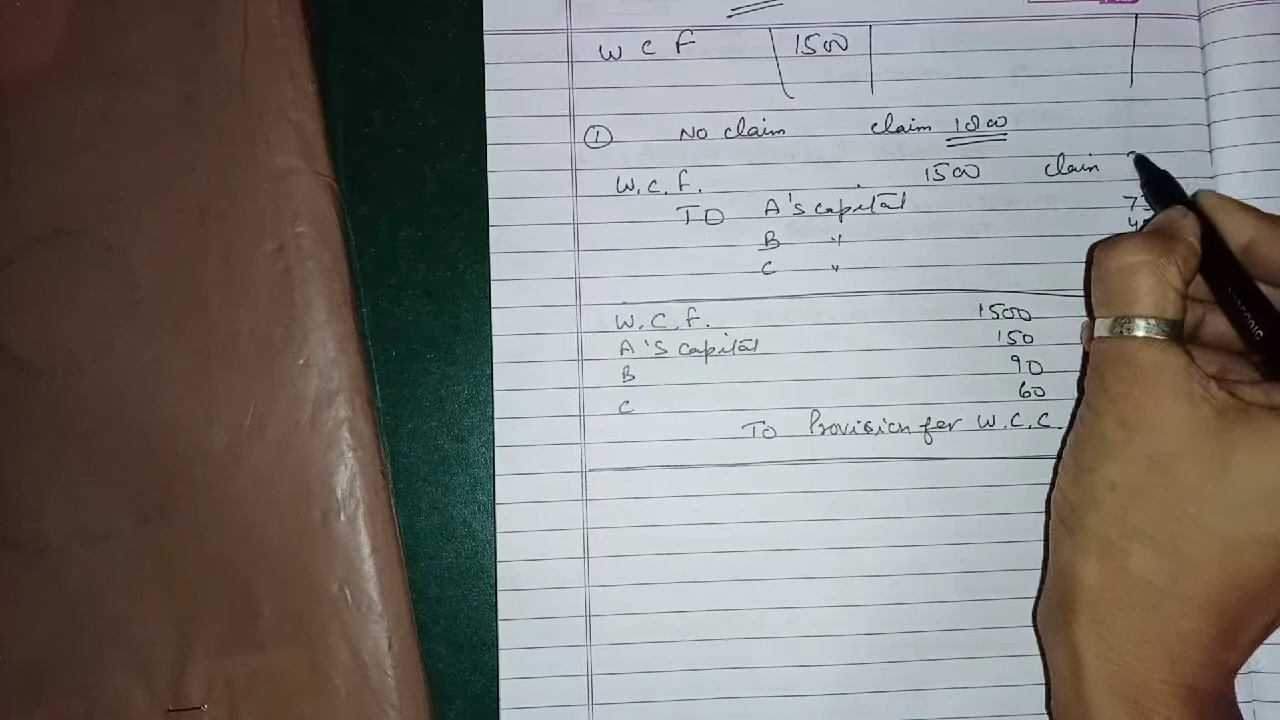 W C F 1500
① No claim claim 1000
W.C.F. 1500 claim
TO A's capital
B "
C "
W.C.F. 1500
A's capital 150
B 90
C 60
TO Provision for W.C.C.